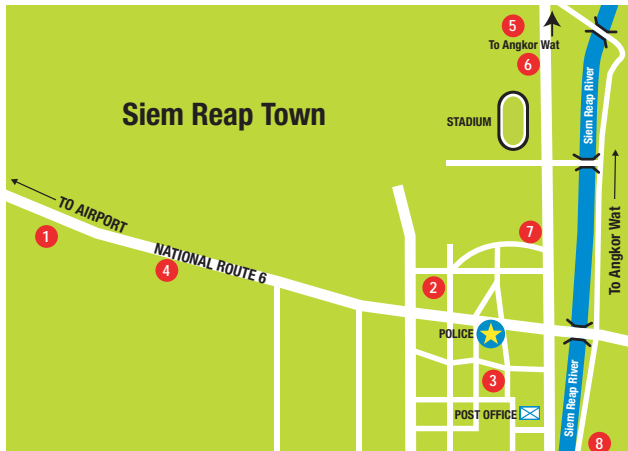 5
To Angkor Wat
6
Siem Reap Town
STADIUM
Siem Reap River
TO AIRPORT
To Angkor Wat
1
NATIONAL ROUTE 6
4
7
2
POLICE
3
POST OFFICE
Siem Reap River
8